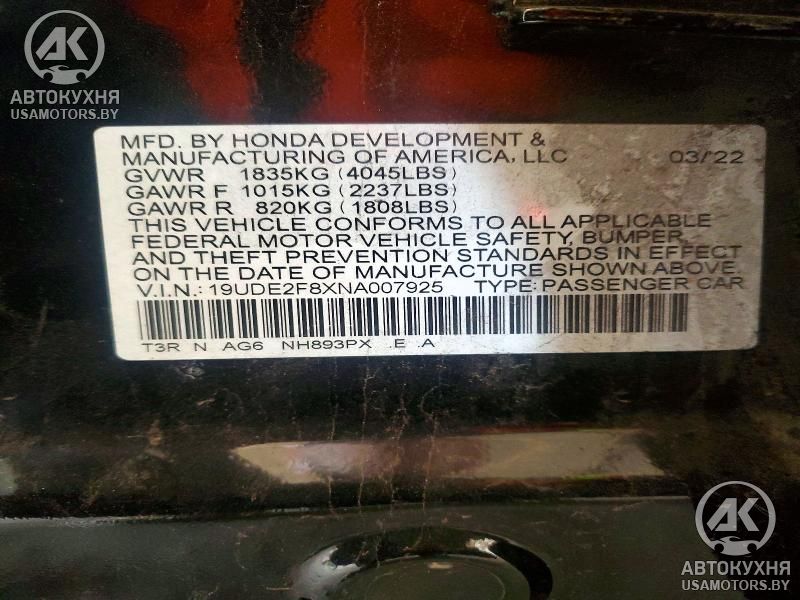 AK
АВТОКУХНЯ
USAMOTORS.BY
MFD. BY HONDA DEVELOPMENT &
MANUFACTURING OF AMERICA, LLC 03/22
GVWR 1835KG (4045LBS)
GAWR F 1015KG (2237LBS)
GAWR R 820KG (1808LBS)
THIS VEHICLE CONFORMS TO ALL APPLICABLE
FEDERAL MOTOR VEHICLE SAFETY, BUMPER,
AND THEFT PREVENTION STANDARDS IN EFFECT
ON THE DATE OF MANUFACTURE SHOWN ABOVE.
V.I.N.: 19UDE2F8XNA007925 TYPE: PASSENGER CAR
T3R N AG6 NH893PX .E .A
AK
АВТОКУХНЯ
USAMOTORS.BY